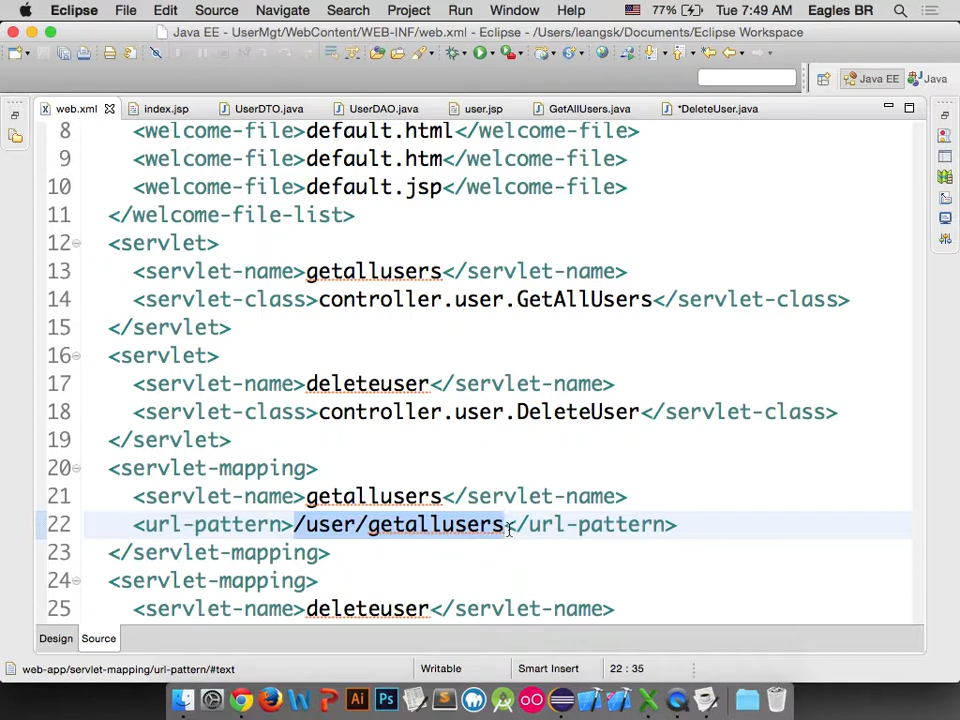 Eclipse File Edit Source Navigate Search Project Run Window Help 77% Tue 7:49 AM Eagles BR
Java EE - UserMgt/WebContent/WEB-INF/web.xml - Eclipse - /Users/leangsk/Documents/Eclipse Workspace
Java EE Java
web.xml index.jsp UserDTO.java UserDAO.java user.jsp GetAllUsers.java *DeleteUser.java
8 <welcome-file>default.html</welcome-file>
9 <welcome-file>default.htm</welcome-file>
10 <welcome-file>default.jsp</welcome-file>
11 </welcome-file-list>
12 <servlet>
13 <servlet-name>getallusers</servlet-name>
14 <servlet-class>controller.user.GetAllUsers</servlet-class>
15 </servlet>
16 <servlet>
17 <servlet-name>deleteuser</servlet-name>
18 <servlet-class>controller.user.DeleteUser</servlet-class>
19 </servlet>
20 <servlet-mapping>
21 <servlet-name>getallusers</servlet-name>
22 <url-pattern>/user/getallusers</url-pattern>
23 </servlet-mapping>
24 <servlet-mapping>
25 <servlet-name>deleteuser</servlet-name>
Design Source
web-app/servlet-mapping/url-pattern/#text Writable Smart Insert 22 : 35
W P Ai Ps S X